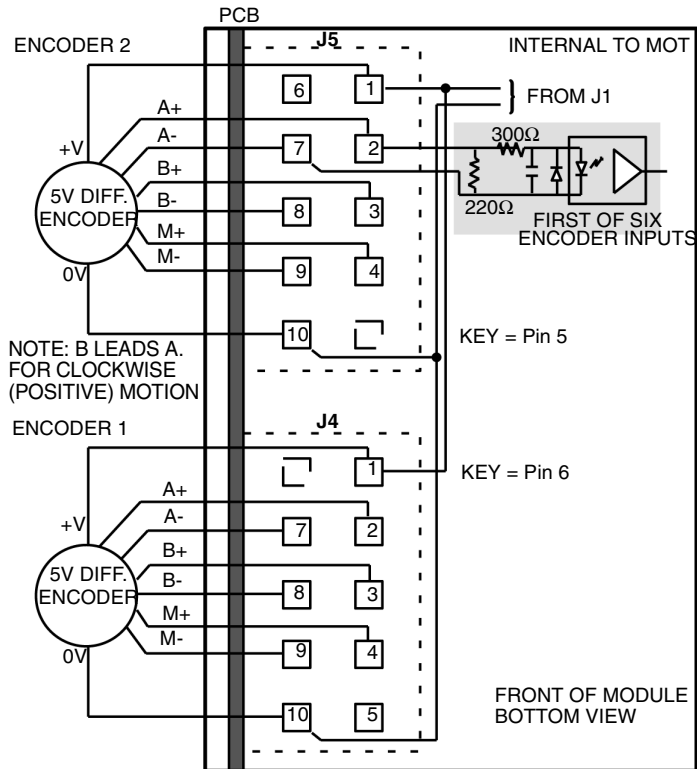 PCB
ENCODER 2
J5
INTERNAL TO MOT
6
1
FROM J1
A+
A-
+V
7
2
300Ω
B+
5V DIFF.
ENCODER
B-
8
3
220Ω
FIRST OF SIX
ENCODER INPUTS
M+
M-
0V
9
4
10
KEY = Pin 5
NOTE: B LEADS A.
FOR CLOCKWISE
(POSITIVE) MOTION
ENCODER 1
J4
1
KEY = Pin 6
A+
A-
+V
7
2
B+
5V DIFF.
ENCODER
B-
8
3
M+
M-
0V
9
4
10
5
FRONT OF MODULE
BOTTOM VIEW